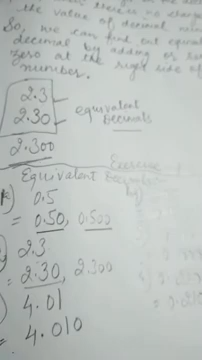 the value of decimal
So, we can find out
decimal by adding or
zero at the right side of
number.
2.3
2.30
equivalent
Decimals
2.300
Exercise
Equivalent Decimals
0.5
= 0.50, 0.500
2.3
= 2.30, 2.300
4.01
= 4.010